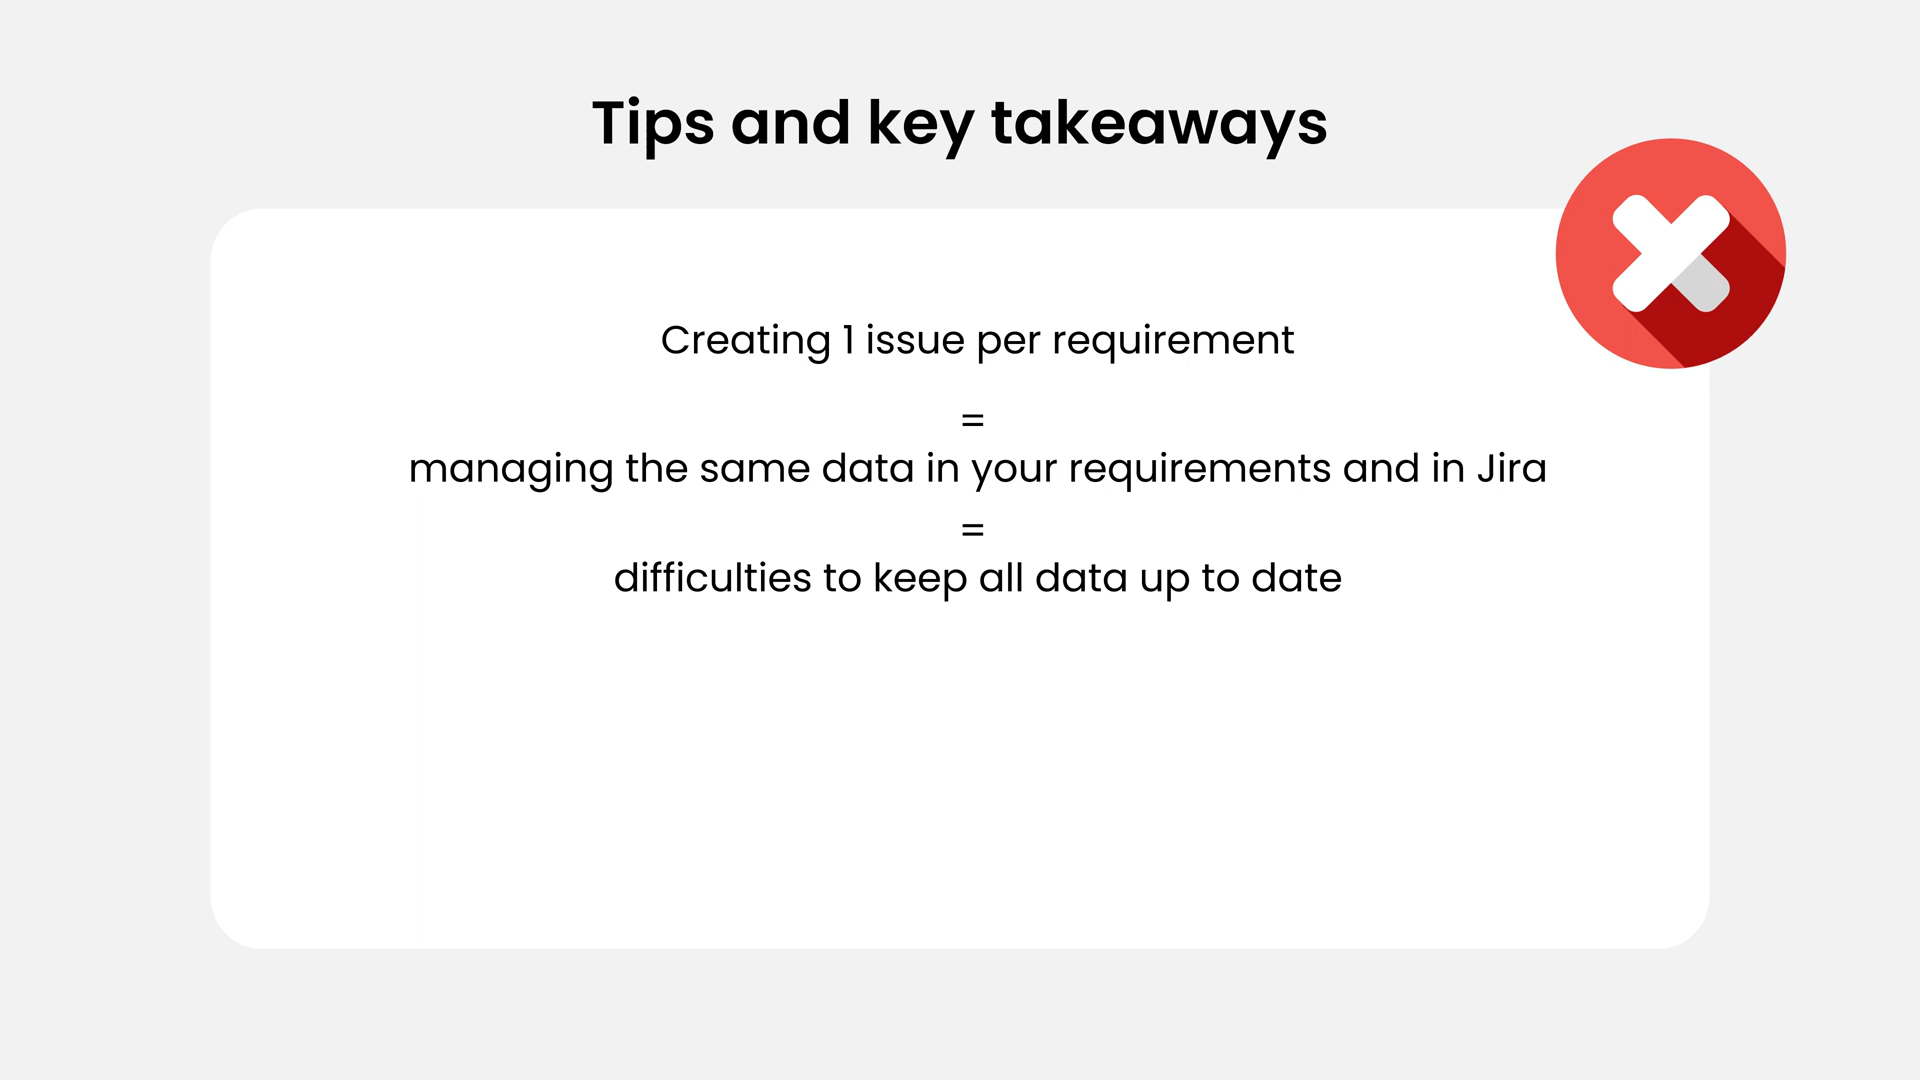 Tips and key takeaways
Creating 1 issue per requirement
=
managing the same data in your requirements and in Jira
=
difficulties to keep all data up to date